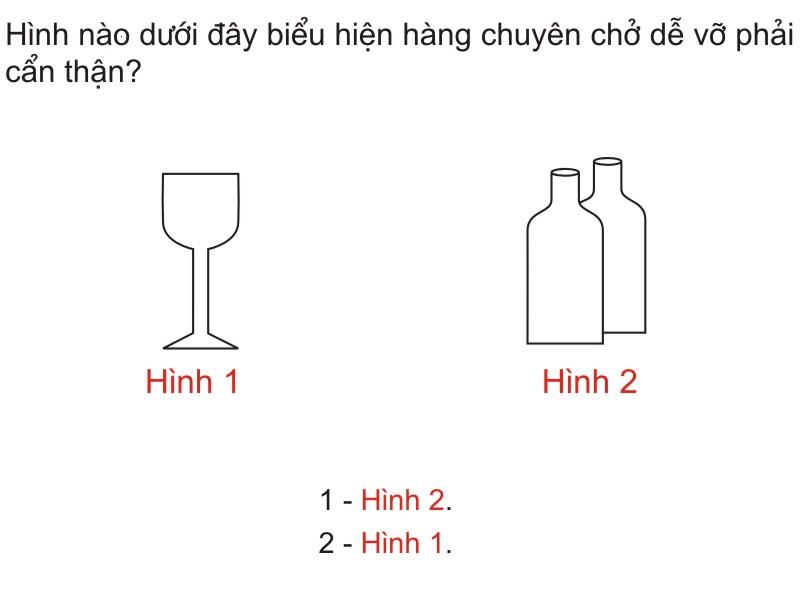 Hình nào dưới đây biểu hiện hàng chuyên chở dễ vỡ phải
cẩn thận?
Hình 1
Hình 2
1 - Hình 2.
2 - Hình 1.